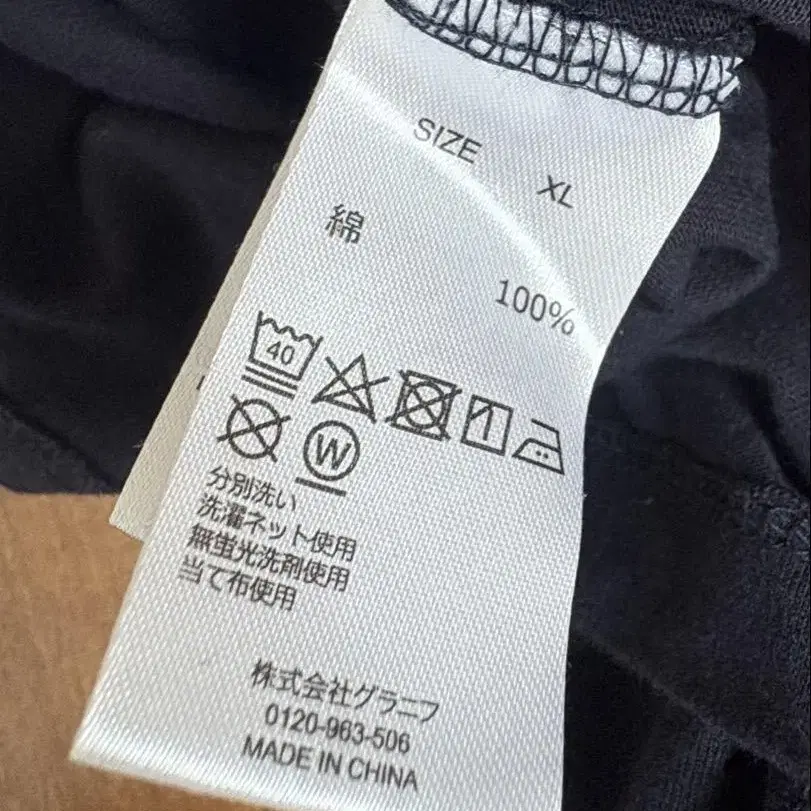 SIZE XL
綿 100%
40
W
分別洗い
洗濯ネット使用
無蛍光洗剤使用
当て布使用
株式会社グラニフ
0120-963-506
MADE IN CHINA